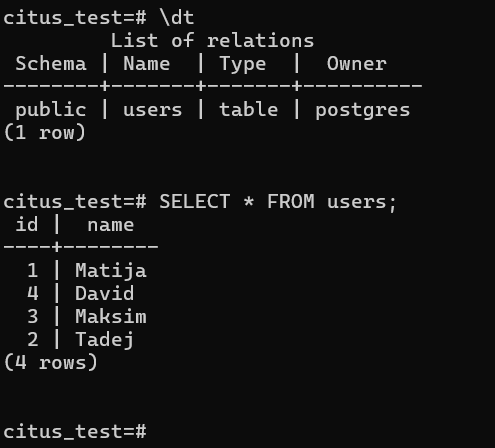 citus_test=# \dt
         List of relations
 Schema | Name  | Type  |  Owner
--------+-------+-------+----------
 public | users | table | postgres
(1 row)
citus_test=# SELECT * FROM users;
 id |  name
----+--------
  1 | Matija
  4 | David
  3 | Maksim
  2 | Tadej
(4 rows)
citus_test=#